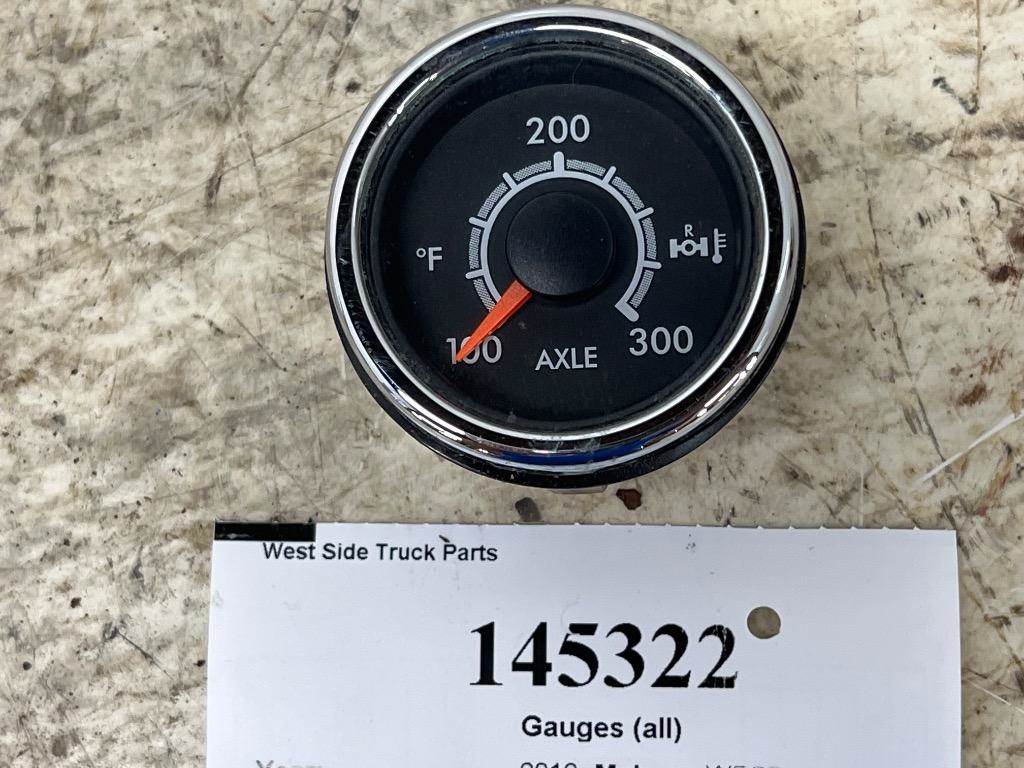 200
°F
R
100
AXLE
300
West Side Truck Parts
145322
Gauges (all)